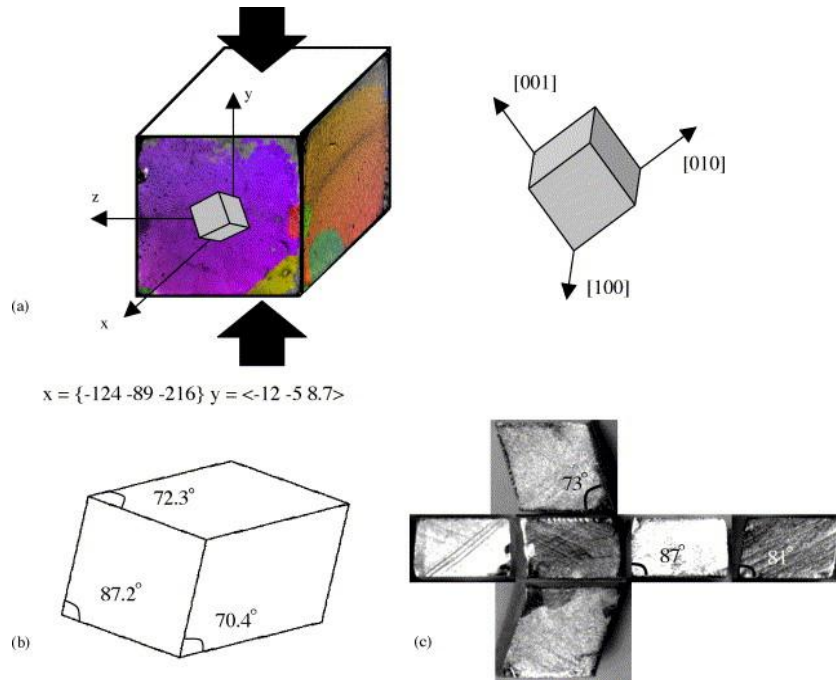 y
z
x
(a)
[001]
[010]
[100]
x = {-124 -89 -216} y = <-12 -5 8.7>
72.3°
87.2°
70.4°
(b)
73°
87°
81°
(c)